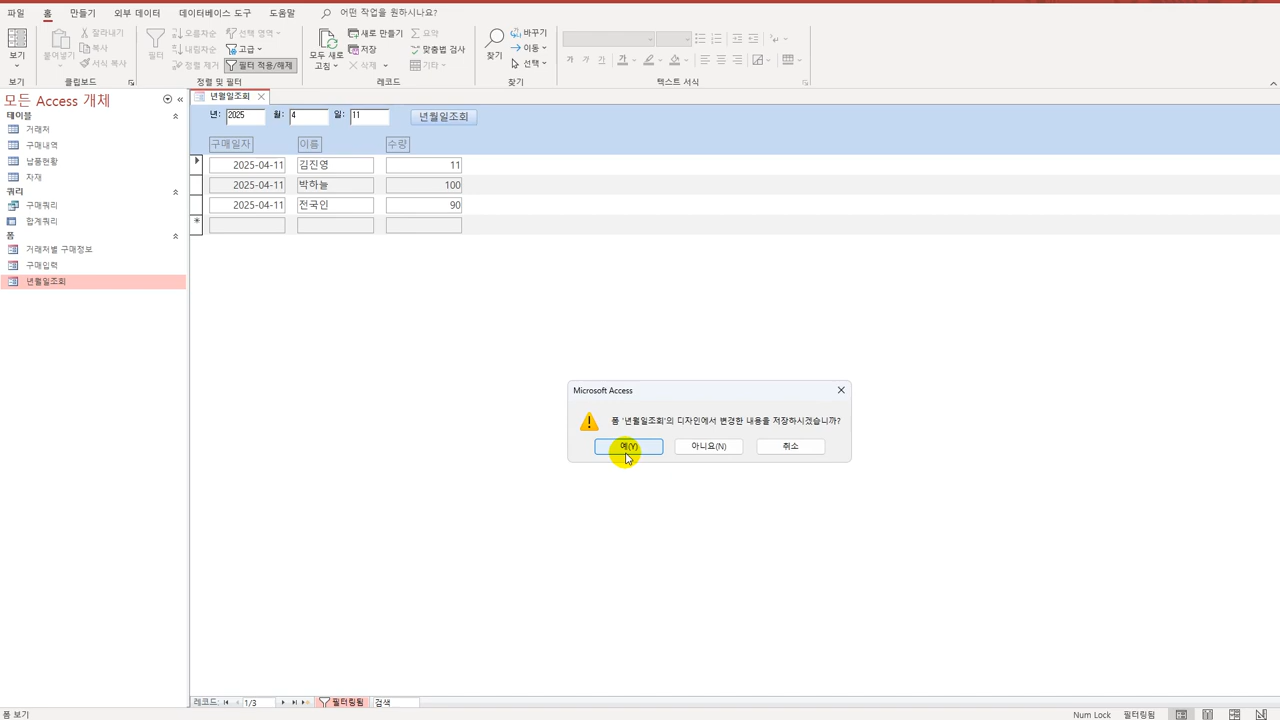 파일 홈 만들기 외부 데이터 데이터베이스 도구 도움말 어떤 작업을 원하시나요?
보기
붙여넣기
잘라내기
복사
서식 복사
필터
오름차순
내림차순
정렬 제거
선택 영역
고급
필터 적용/해제
모두 새로
고침
새로 만들기
저장
삭제
요약
맞춤법 검사
기타
찾기
바꾸기
이동
선택
가 가 가 가
보기 클립보드 정렬 및 필터 레코드 찾기 텍스트 서식
모든 Access 개체
테이블
거래처
구매내역
납품현황
자재
쿼리
구매쿼리
합계쿼리
폼
거래처별 구매정보
구매입력
년월일조회
년월일조회
년: 2025 월: 4 일: 11 년월일조회
구매일자 이름 수량
2025-04-11 김진영 11
2025-04-11 박하늘 100
2025-04-11 전국인 90
*
Microsoft Access
폼 '년월일조회'의 디자인에서 변경한 내용을 저장하시겠습니까?
예(Y) 아니요(N) 취소
레코드: 1/3 필터링됨 검색
폼 보기 Num Lock 필터링됨